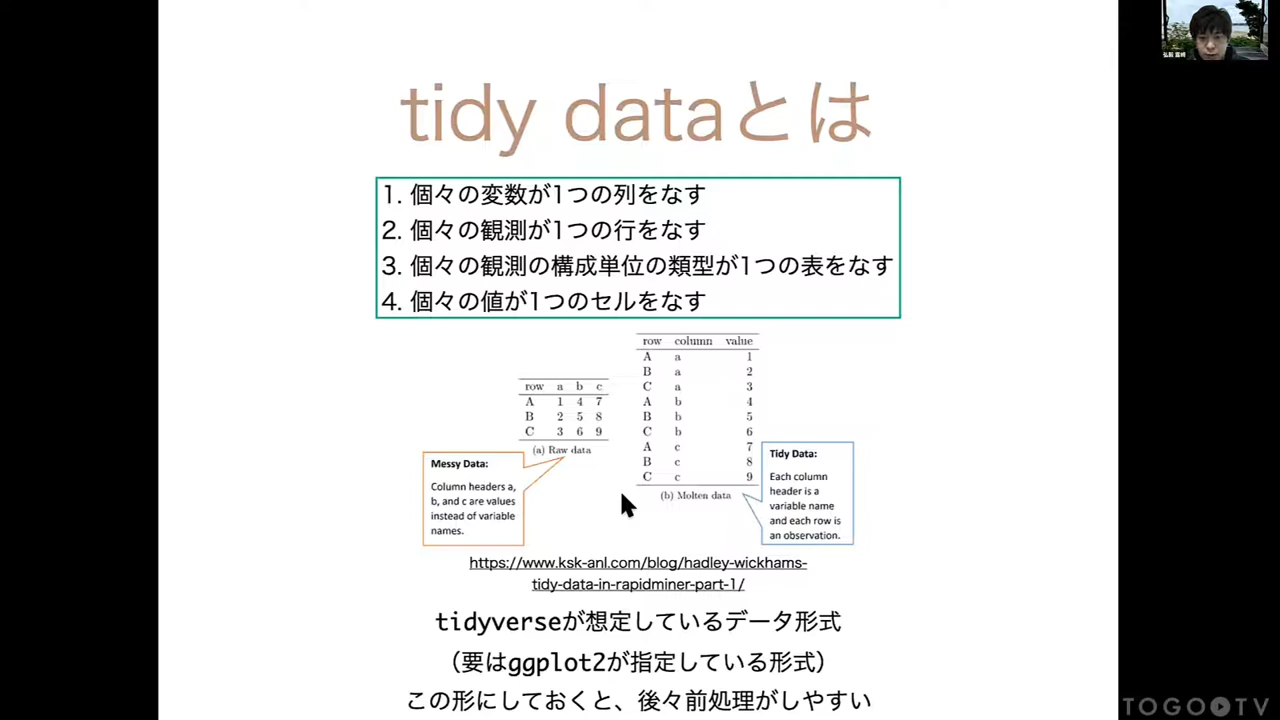 tidy dataとは
1. 個々の変数が1つの列をなす
2. 個々の観測が1つの行をなす
3. 個々の観測の構成単位の類型が1つの表をなす
4. 個々の値が1つのセルをなす
row a b c
A 1 4 7
B 2 5 8
C 3 6 9
(a) Raw data
Messy Data:
Column headers a,
b, and c are values
instead of variable
names.
row column value
A a 1
B a 2
C a 3
A b 4
B b 5
C b 6
A c 7
B c 8
C c 9
(b) Molten data
Tidy Data:
Each column
header is a
variable name
and each row is
an observation.
https://www.ksk-anl.com/blog/hadley-wickhams-
tidy-data-in-rapidminer-part-1/
tidyverseが想定しているデータ形式
（要はggplot2が指定している形式）
この形にしておくと、後々前処理がしやすい
TOGO TV